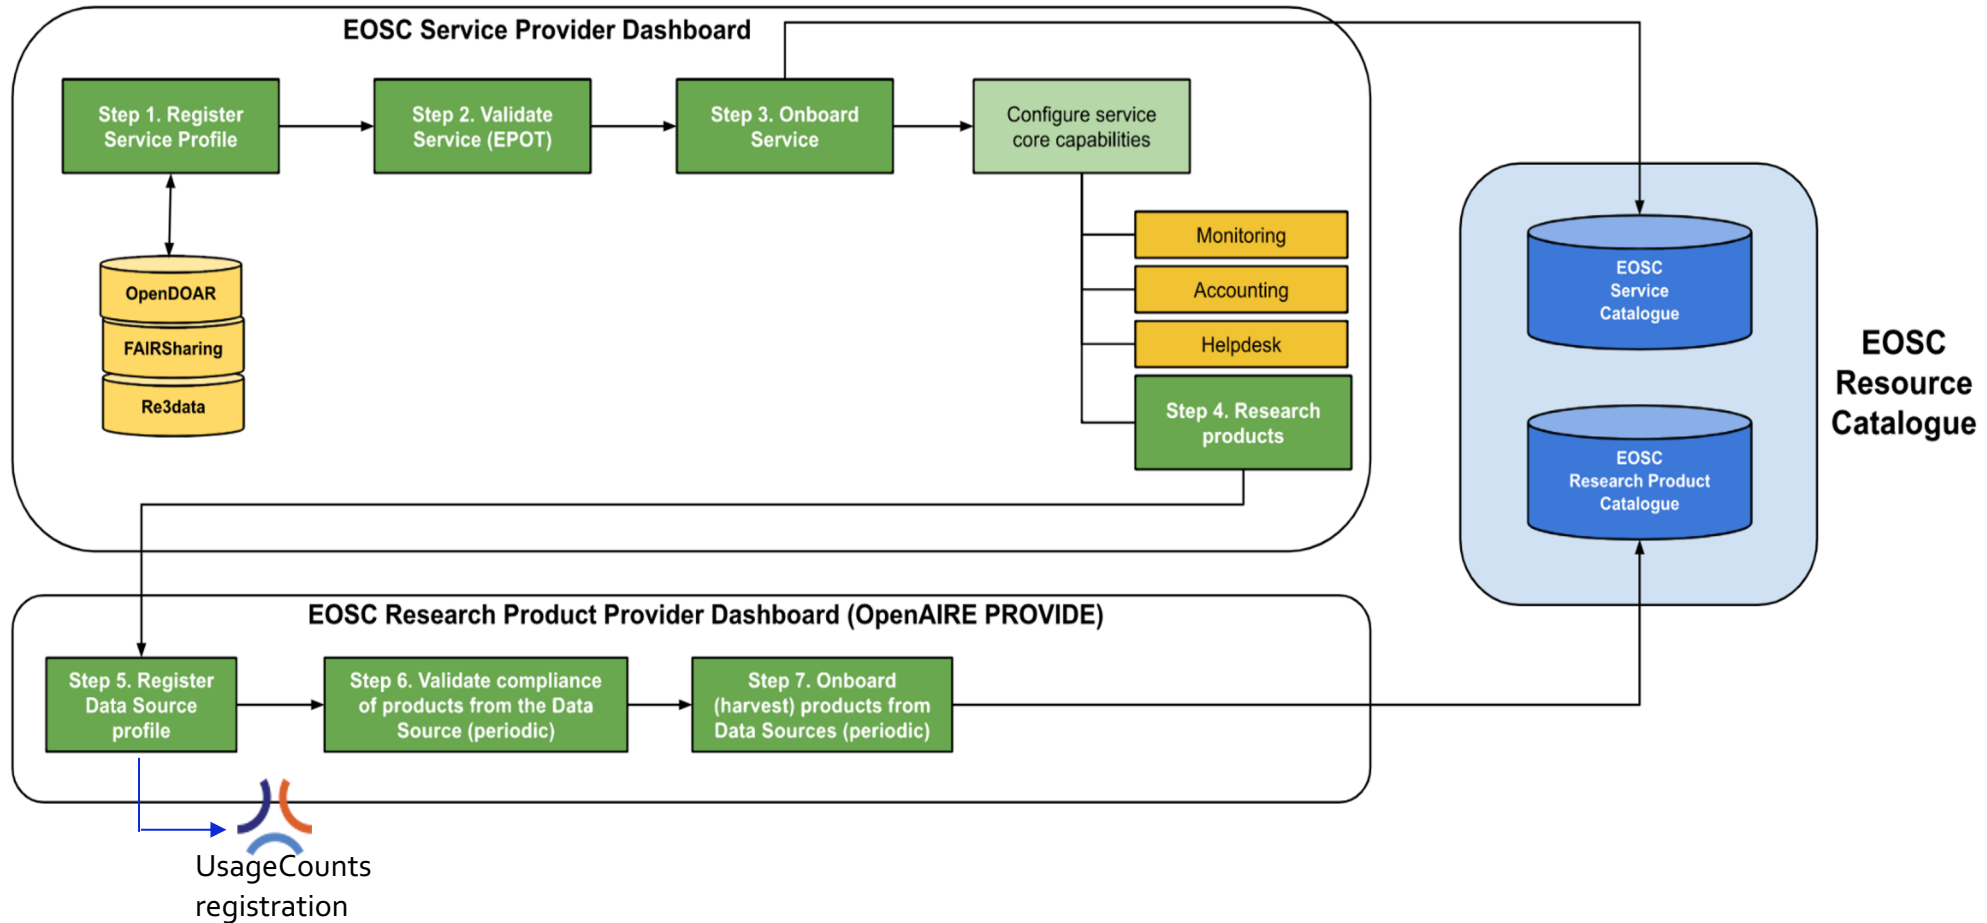 EOSC Service Provider Dashboard
Step 1. Register
Service Profile
Step 2. Validate
Service (EPOT)
Step 3. Onboard
Service
Configure service
core capabilities
Monitoring
Accounting
Helpdesk
Step 4. Research
products
OpenDOAR
FAIRSharing
Re3data
EOSC
Service
Catalogue
EOSC
Research Product
Catalogue
EOSC
Resource
Catalogue
EOSC Research Product Provider Dashboard (OpenAIRE PROVIDE)
Step 5. Register
Data Source
profile
Step 6. Validate compliance
of products from the Data
Source (periodic)
Step 7. Onboard
(harvest) products from
Data Sources (periodic)
UsageCounts
registration